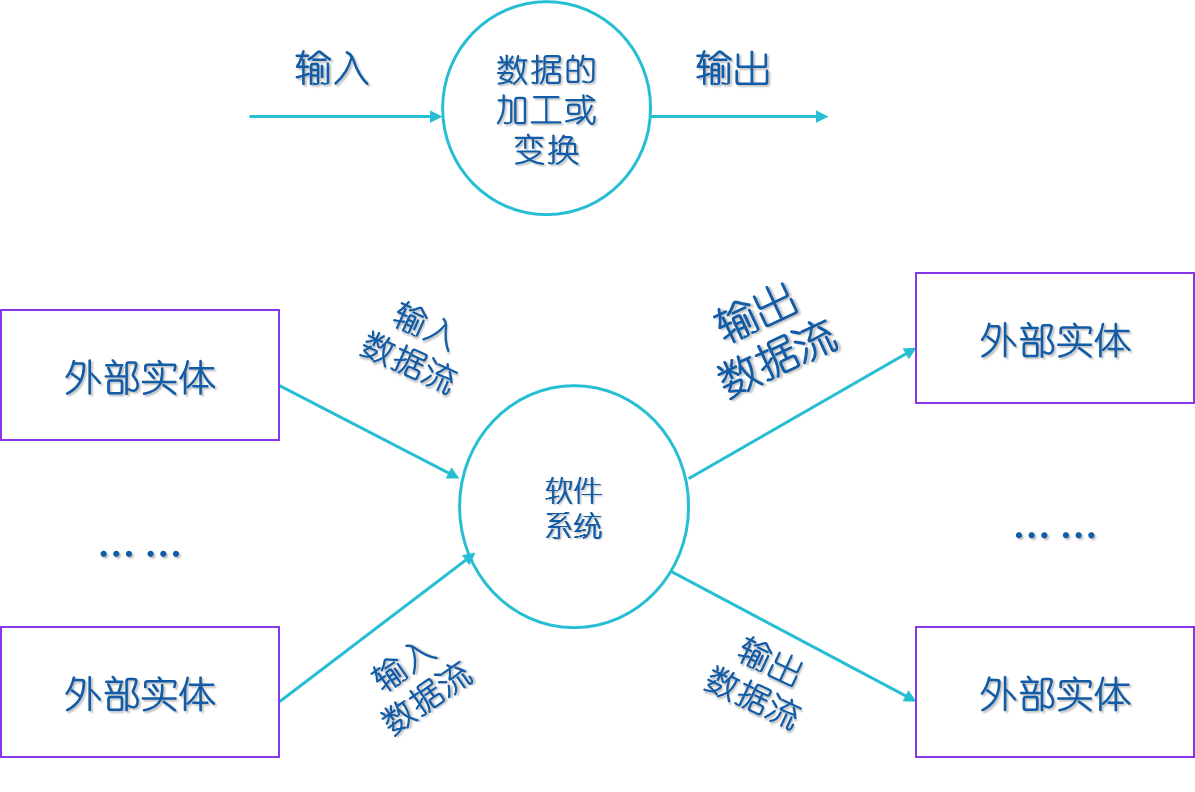 输入
数据的
加工或
变换
输出
输入
数据流
输出
数据流
外部实体
外部实体
软件
系统
... ...
... ...
外部实体
输入
数据流
输出
数据流
外部实体